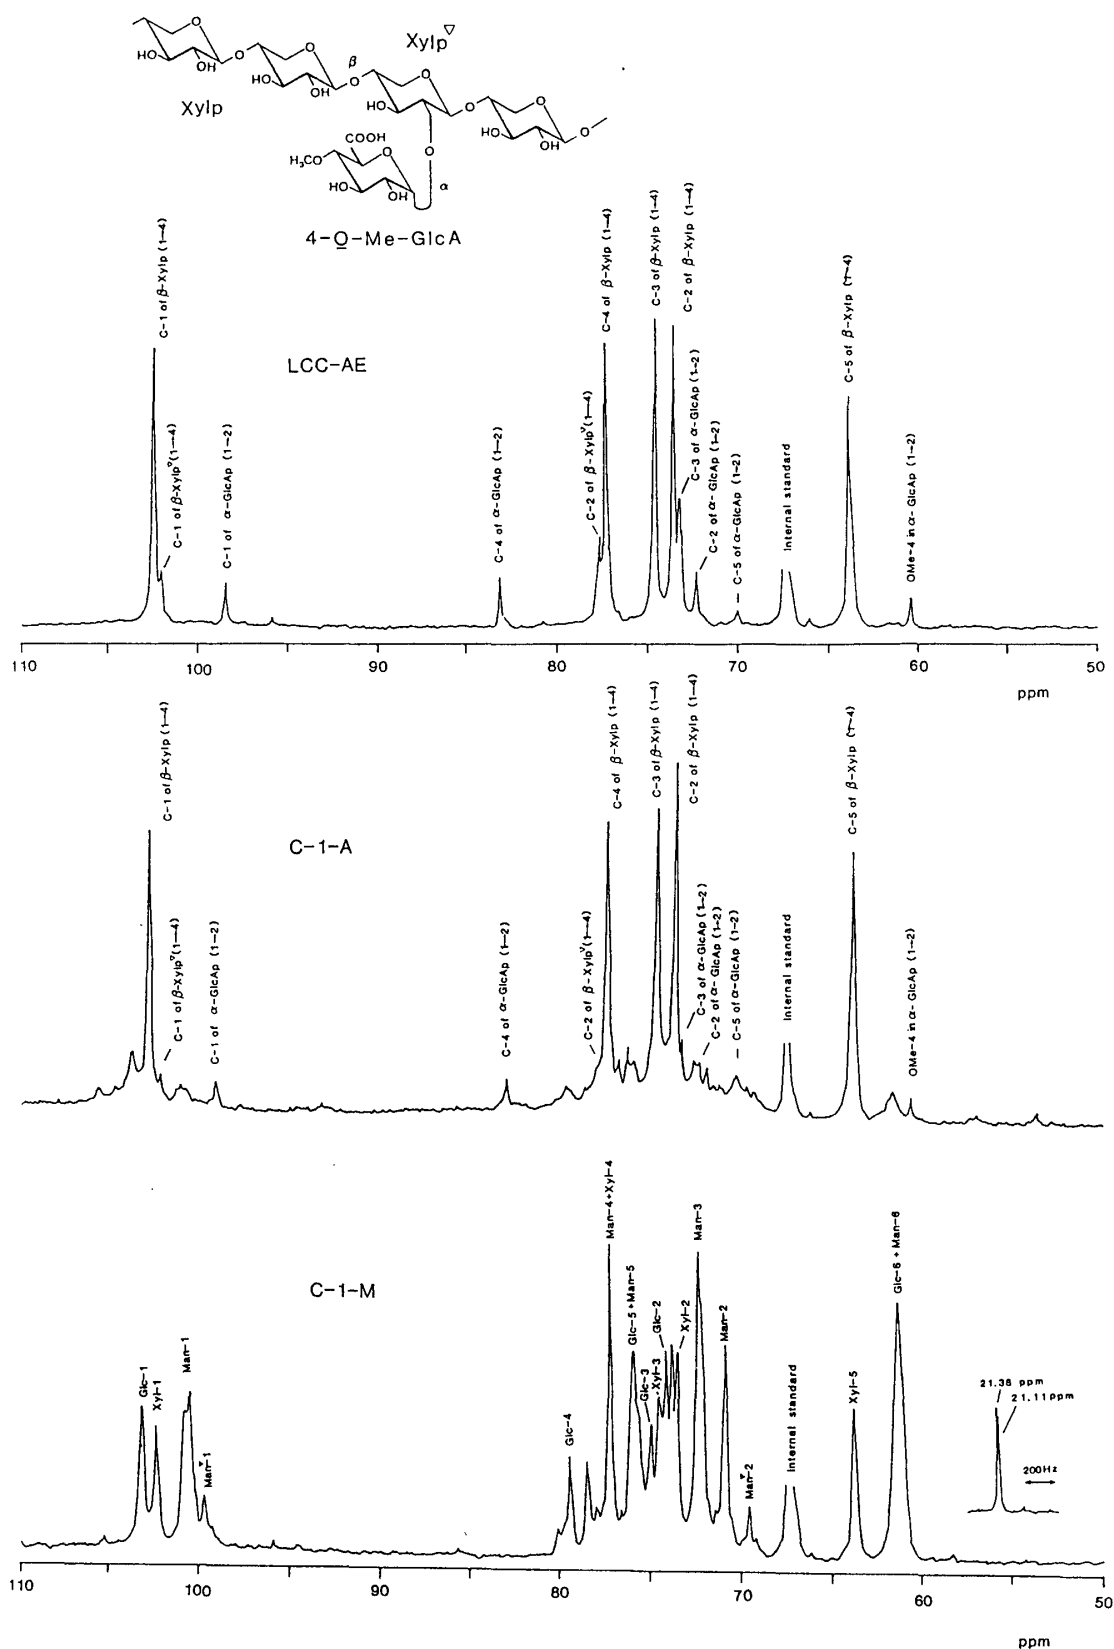 Xylp▽
β
HO
OH
HO
OH
HO
HO
OH
O
Xylp
COOH
H₃CO
HO
OH
α
4-O-Me-GlcA
LCC-AE
C-1 of β-Xylp (1→4)
C-1 of β-Xylp▽(1→4)
C-1 of α-GlcAp (1→2)
C-4 of α-GlcAp (1→2)
C-2 of β-Xylp▽(1→4)
C-4 of β-Xylp (1→4)
C-3 of β-Xylp (1→4)
C-2 of β-Xylp (1→4)
C-3 of α-GlcAp (1→2)
C-2 of α-GlcAp (1→2)
C-5 of α-GlcAp (1→2)
Internal standard
C-5 of β-Xylp (1→4)
OMe-4 in α-GlcAp (1→2)
110 100 90 80 70 60 50
ppm
C-1-A
C-1 of β-Xylp (1→4)
C-1 of β-Xylp▽(1→4)
C-1 of α-GlcAp (1→2)
C-4 of α-GlcAp (1→2)
C-2 of β-Xylp▽(1→4)
C-4 of β-Xylp (1→4)
C-3 of β-Xylp (1→4)
C-2 of β-Xylp (1→4)
C-3 of α-GlcAp (1→2)
C-2 of α-GlcAp (1→2)
C-5 of α-GlcAp (1→2)
Internal standard
C-5 of β-Xylp (1→4)
OMe-4 in α-GlcAp (1→2)
C-1-M
Glc-1
Xyl-1
Man-1
Man▼-1
Glc-4
Man-4+Xyl-4
Glc-5+Man-5
Glc-3
Xyl-3
Glc-2
Xyl-2
Man-3
Man-2
Man▼-2
Internal standard
Xyl-5
Glc-6 + Man-6
21.38 ppm
21.11ppm
200Hz
110 100 90 80 70 60 50
ppm